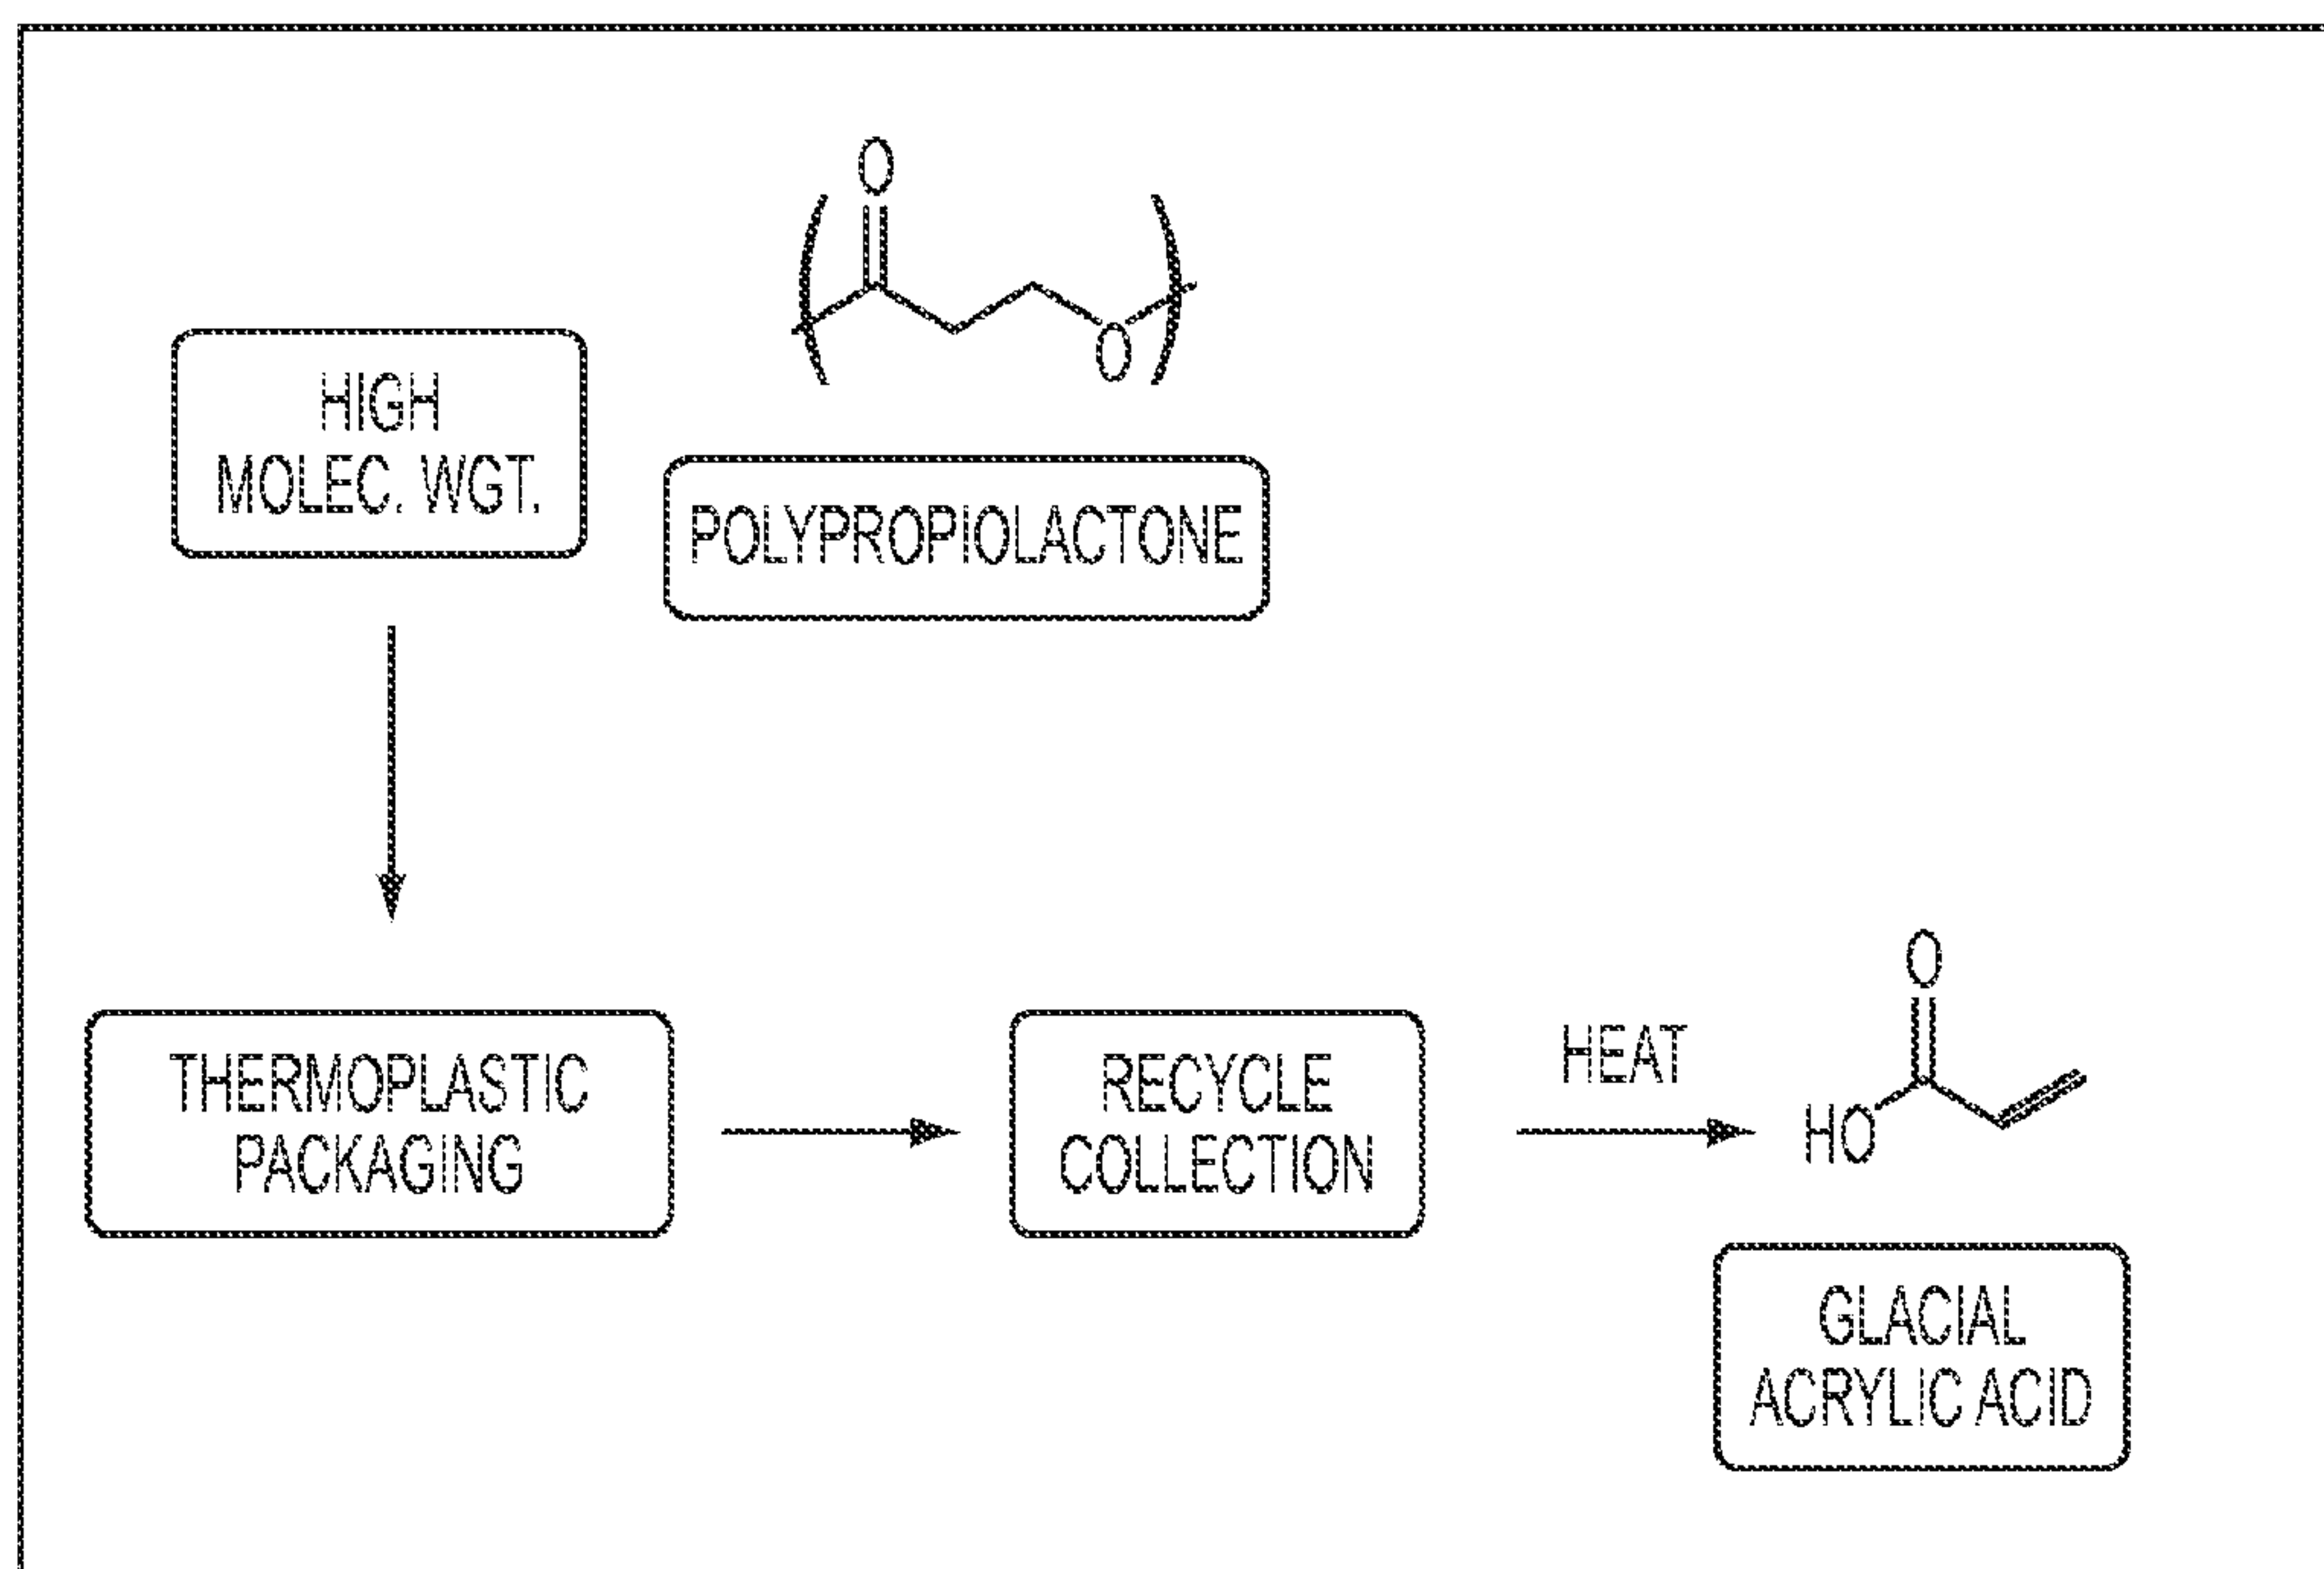 O
O
HIGH
MOLEC. WGT.
POLYPROPIOLACTONE
THERMOPLASTIC
PACKAGING
RECYCLE
COLLECTION
HEAT
O
HO
GLACIAL
ACRYLIC ACID